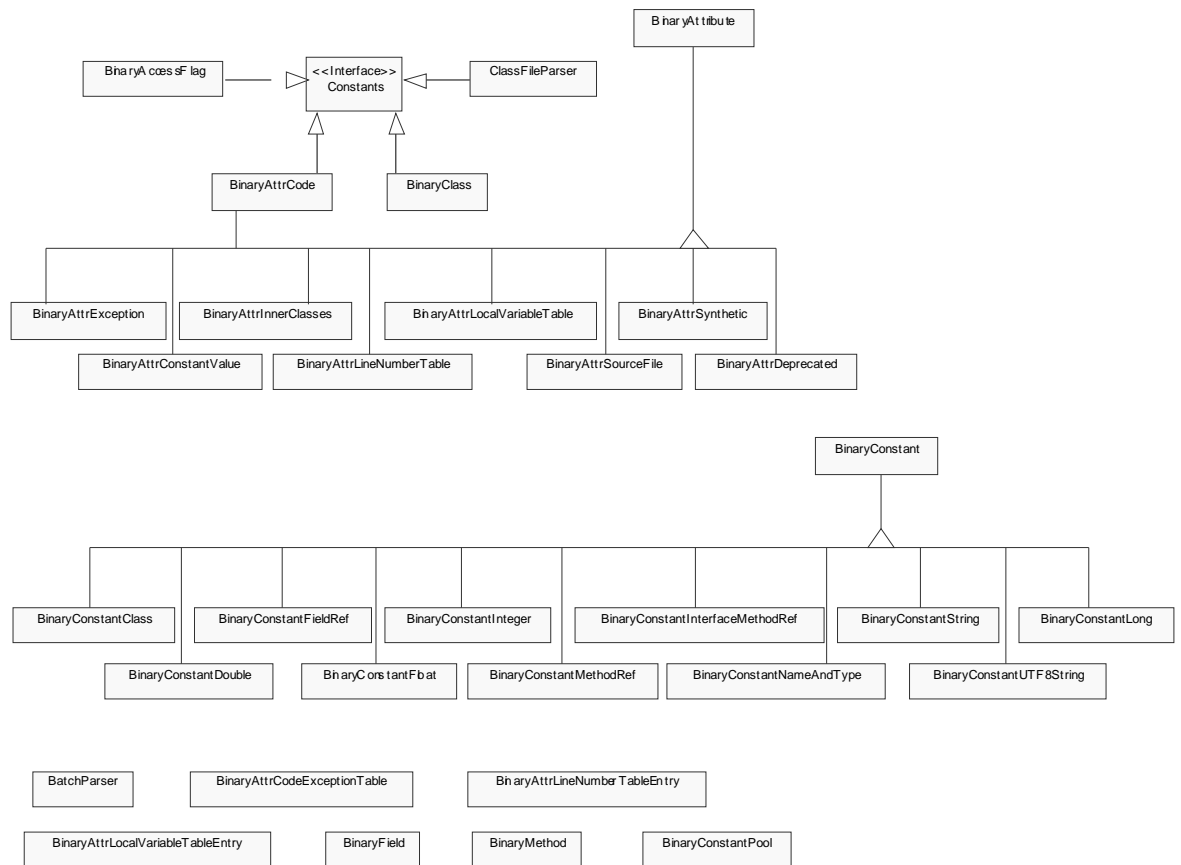 BinaryAttribute
BinaryAccessFlag
<<Interface>>
Constants
ClassFileParser
BinaryAttrCode
BinaryClass
BinaryAttrException
BinaryAttrInnerClasses
BinaryAttrLocalVariableTable
BinaryAttrSynthetic
BinaryAttrConstantValue
BinaryAttrLineNumberTable
BinaryAttrSourceFile
BinaryAttrDeprecated
BinaryConstant
BinaryConstantClass
BinaryConstantFieldRef
BinaryConstantInteger
BinaryConstantInterfaceMethodRef
BinaryConstantString
BinaryConstantLong
BinaryConstantDouble
BinaryConstantFloat
BinaryConstantMethodRef
BinaryConstantNameAndType
BinaryConstantUTF8String
BatchParser
BinaryAttrCodeExceptionTable
BinaryAttrLineNumberTableEntry
BinaryAttrLocalVariableTableEntry
BinaryField
BinaryMethod
BinaryConstantPool